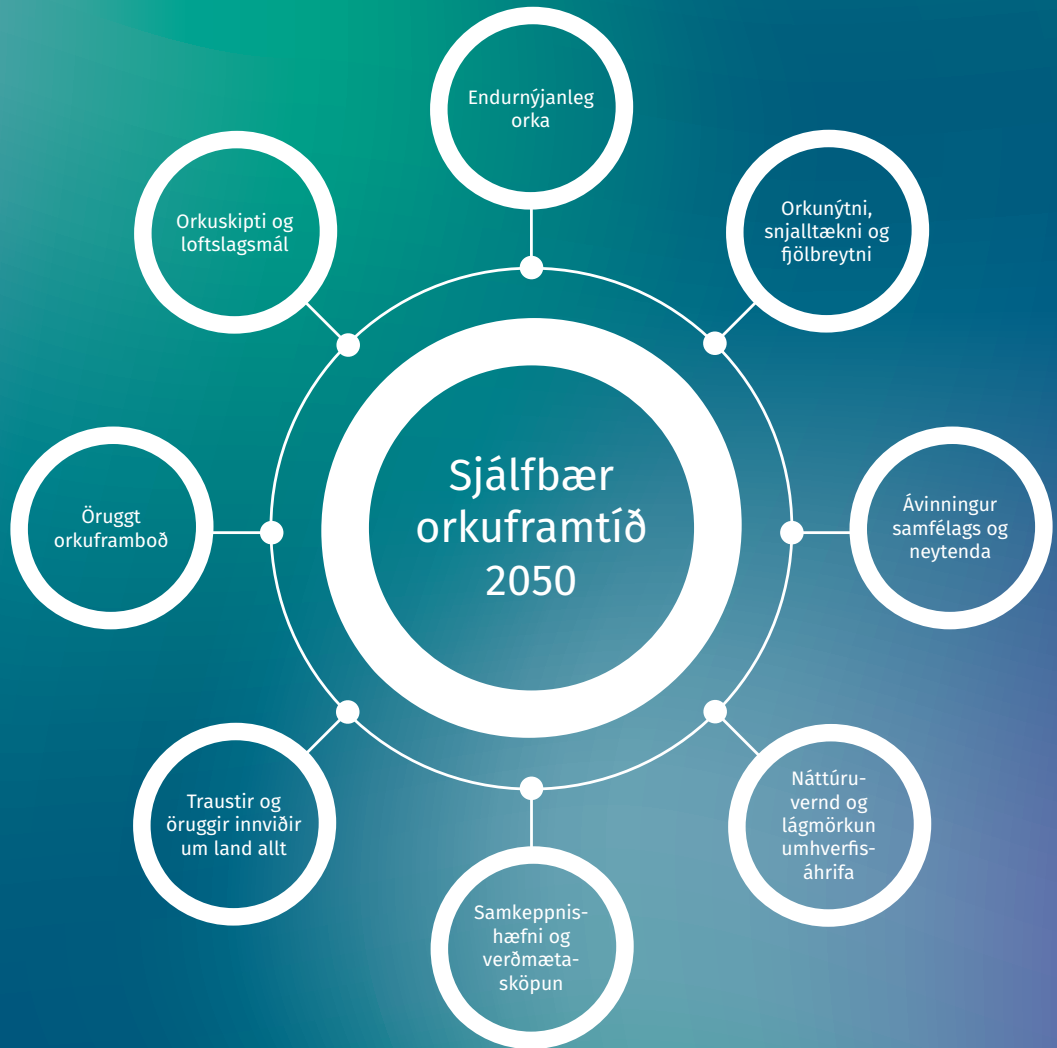 Endurnýjanleg
orka
Orkunýtni,
snjalltækni og
fjölbreytni
Ávinningur
samfélags og
neytenda
Náttúru-
vernd og
lágmörkun
umhverfis-
áhrifa
Samkeppnis-
hæfni og
verðmæta-
sköpun
Traustir og
öruggir innviðir
um land allt
Öruggt
orkuframboð
Orkuskipti og
loftslagsmál
Sjálfbær
orkuframtíð
2050